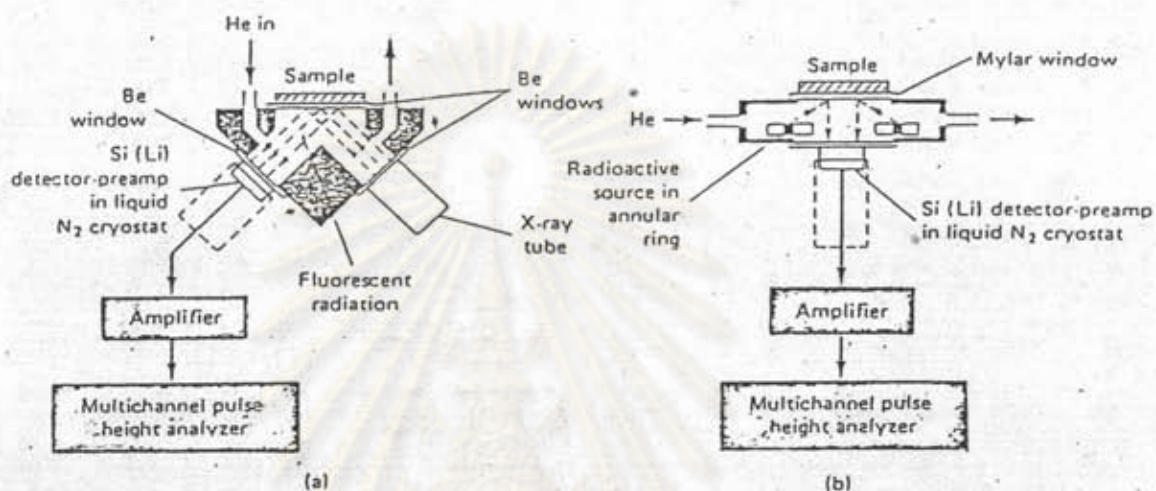 He in
Sample
Be
window
Be
windows
Si (Li)
detector-preamp
in liquid
N₂ cryostat
X-ray
tube
Fluorescent
radiation
Amplifier
Multichannel pulse
height analyzer
(a)
Sample
Mylar window
He
Radioactive
source in
annular
ring
Si (Li) detector-preamp
in liquid N₂ cryostat
Amplifier
Multichannel pulse
height analyzer
(b)